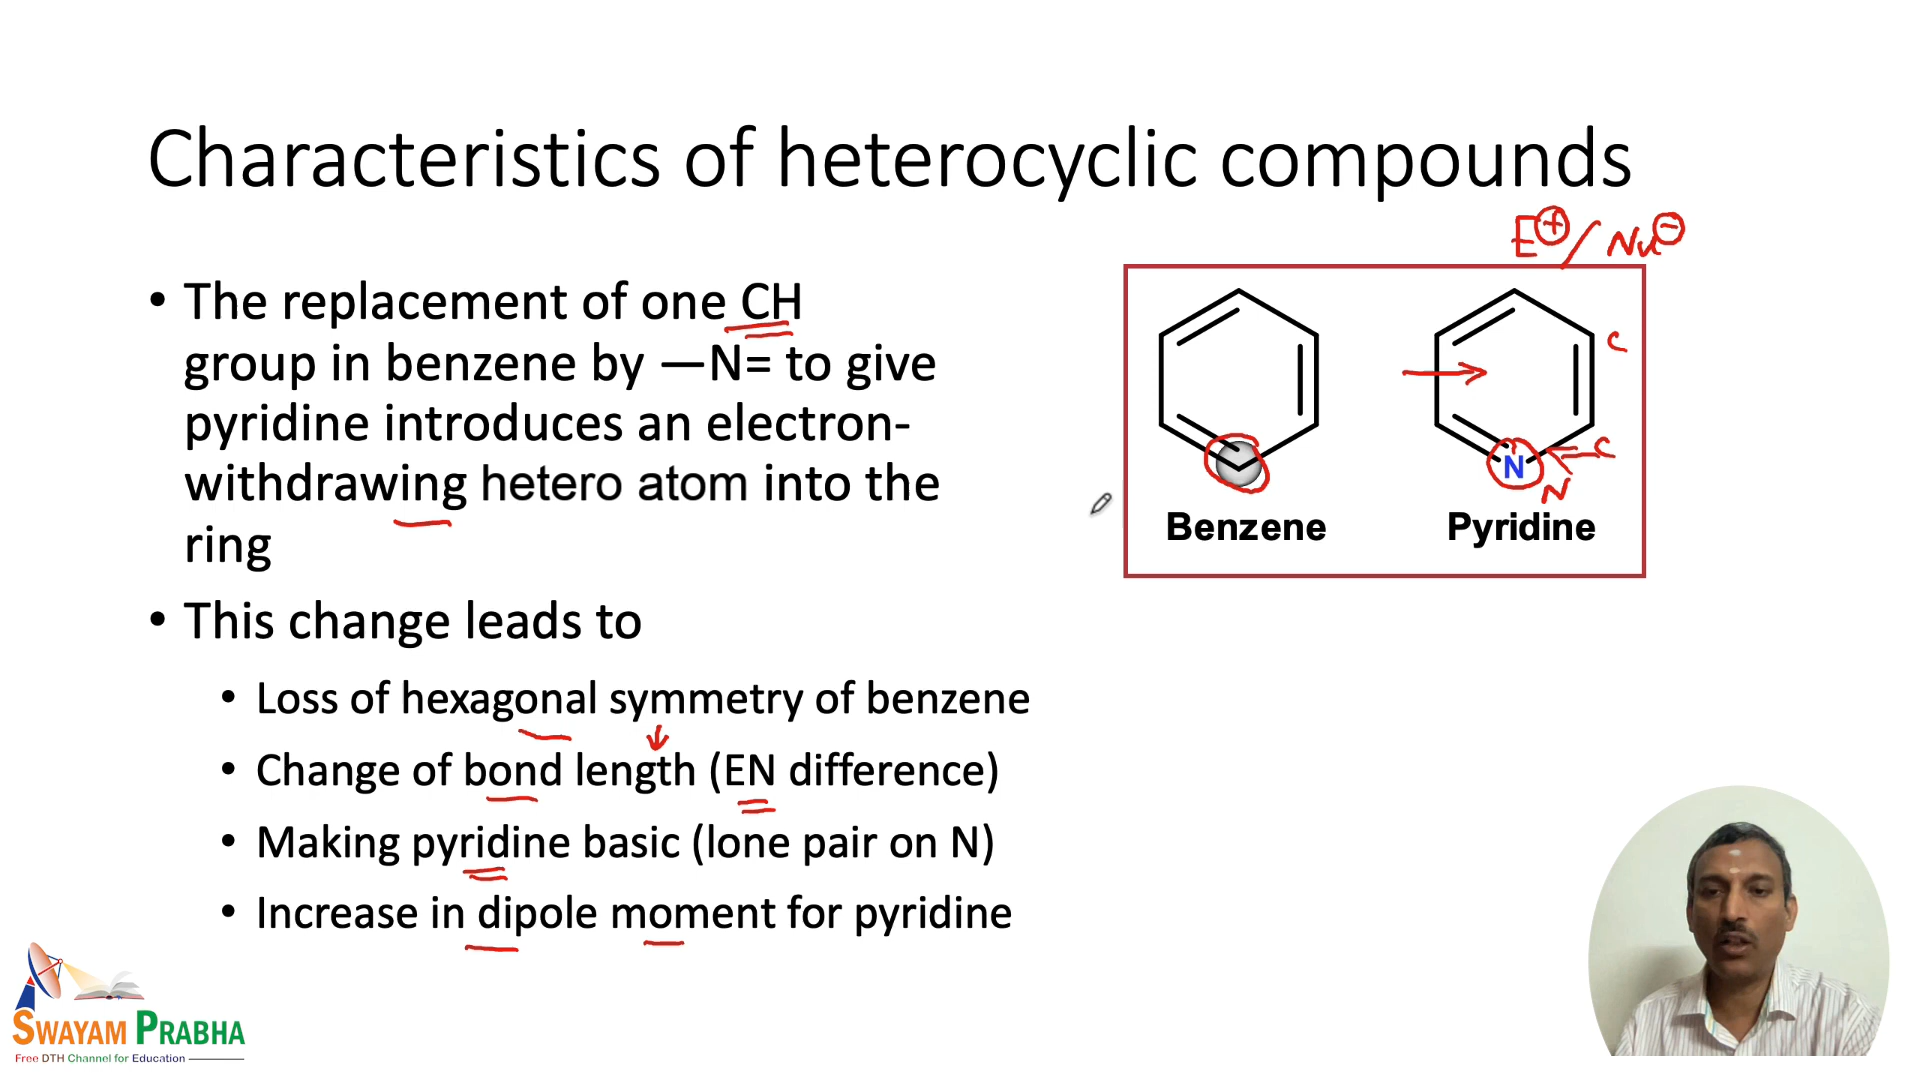 Characteristics of heterocyclic compounds
E⊕/Nu⊖
• The replacement of one CH
group in benzene by —N= to give
pyridine introduces an electron-
withdrawing hetero atom into the
ring
• This change leads to
• Loss of hexagonal symmetry of benzene
• Change of bond length (EN difference)
• Making pyridine basic (lone pair on N)
• Increase in dipole moment for pyridine
C
C
N
N
Benzene
Pyridine
SWAYAM PRABHA
Free DTH Channel for Education